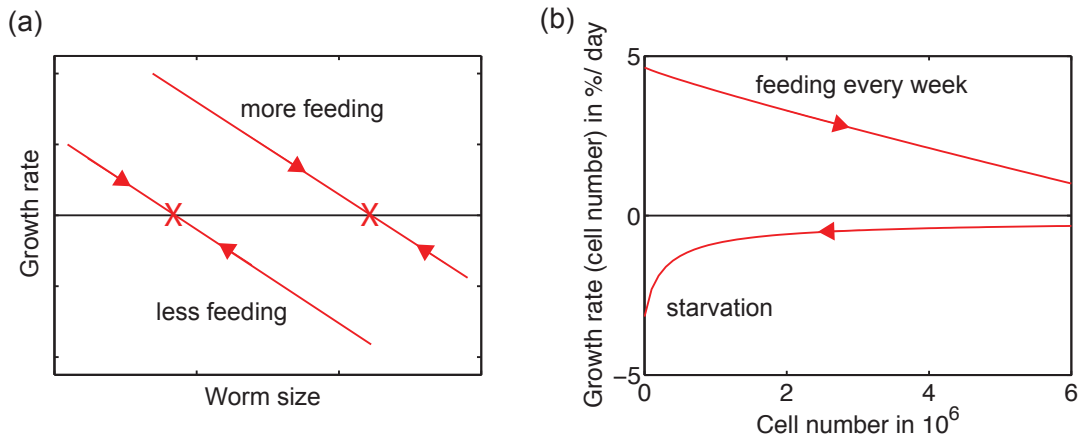 (a)
more feeding
less feeding
Growth rate
Worm size
(b)
Growth rate (cell number) in %/ day
5
0
−5
feeding every week
starvation
0 2 4 6
Cell number in 10^6